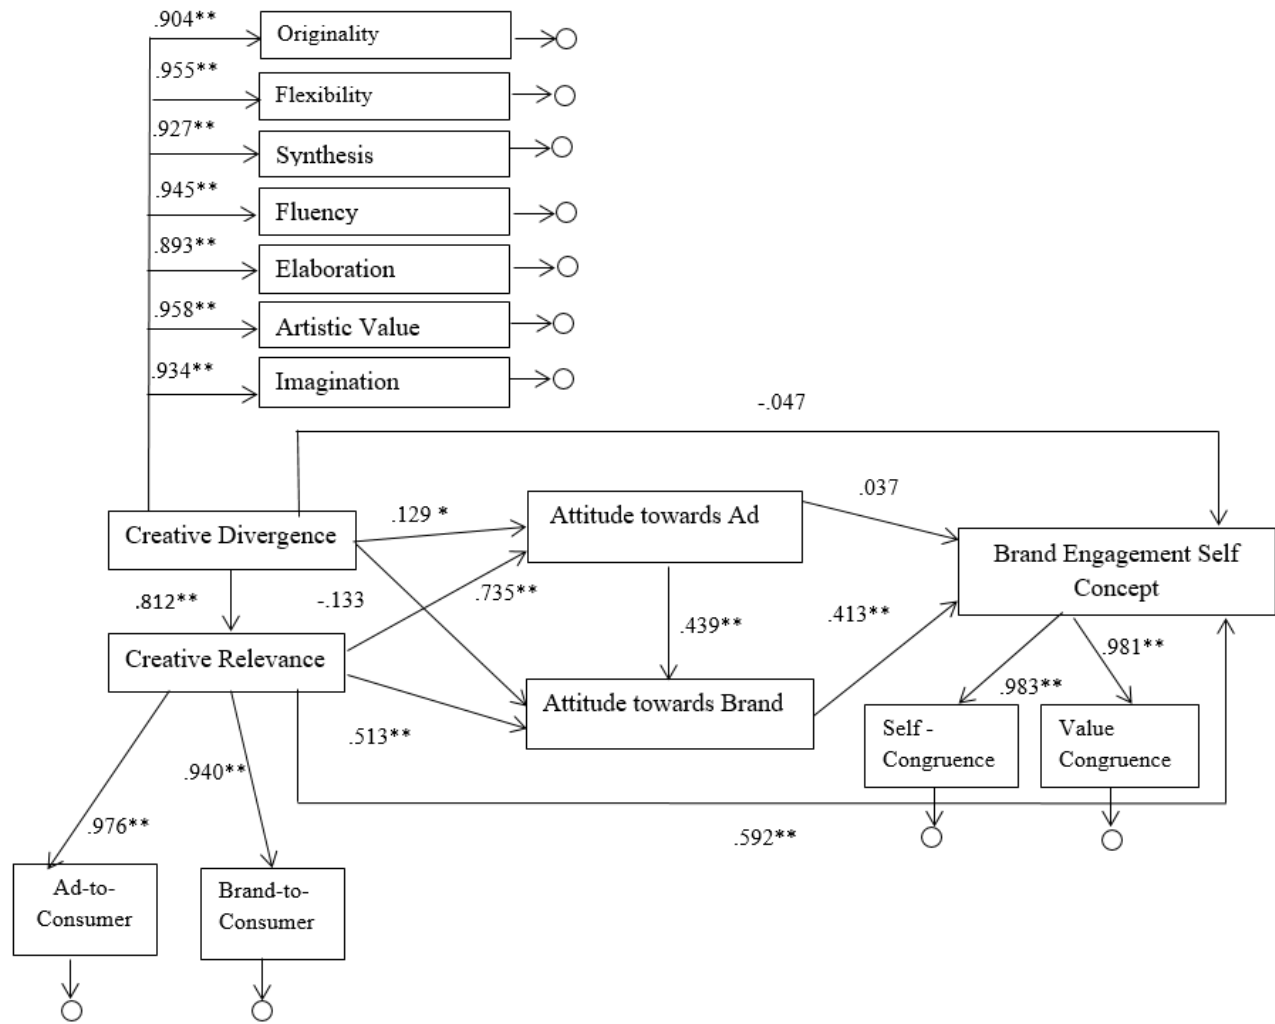 .904**
Originality
.955**
Flexibility
.927**
Synthesis
.945**
Fluency
.893**
Elaboration
.958**
Artistic Value
.934**
Imagination
-.047
Creative Divergence
.129 *
Attitude towards Ad
.037
Brand Engagement Self
Concept
.812**
-.133
.735**
.439**
.413**
Creative Relevance
.513**
Attitude towards Brand
.981**
.983**
Self -
Congruence
Value
Congruence
.940**
.976**
.592**
Ad-to-
Consumer
Brand-to-
Consumer